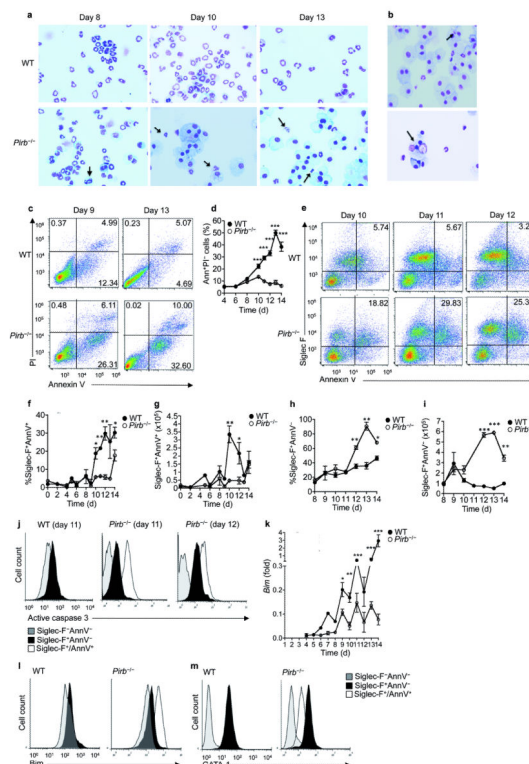 a
Day 8 Day 10 Day 13
b
WT
Pirb⁻/⁻
c
Day 9 Day 13
d
e
Day 10 Day 11 Day 12
WT
0.37 4.99 0.23 5.07
12.34 4.69
Pirb⁻/⁻
0.48 6.11 0.02 10.00
26.31 32.60
PI
Annexin V
Ann⁺PI⁻ cells (%)
WT
Pirb⁻/⁻
Time (d)
WT
5.74 5.67 3.2
Pirb⁻/⁻
18.82 29.83 25.3
Siglec F
Annexin V
f
%Siglec-F⁺AnnV⁺
Time (d)
g
WT
Pirb⁻/⁻
Siglec-F⁺AnnV⁺ (x10⁵)
Time (d)
h
WT
Pirb⁻/⁻
%Siglec-F⁺AnnV⁻
Time (d)
i
WT
Pirb⁻/⁻
Siglec-F⁺AnnV⁻ (x10⁵)
Time (d)
j
WT (day 11) Pirb⁻/⁻ (day 11) Pirb⁻/⁻ (day 12)
Cell count
Active caspase 3
Siglec-F⁻AnnV⁻
Siglec-F⁺AnnV⁻
Siglec-F⁺/AnnV⁺
k
WT
Pirb⁻/⁻
Bim (fold)
Time (d)
l
WT Pirb⁻/⁻
Cell count
Bim
m
WT Pirb⁻/⁻
Cell count
Siglec-F⁻AnnV⁻
Siglec-F⁺AnnV⁻
Siglec-F⁺/AnnV⁺